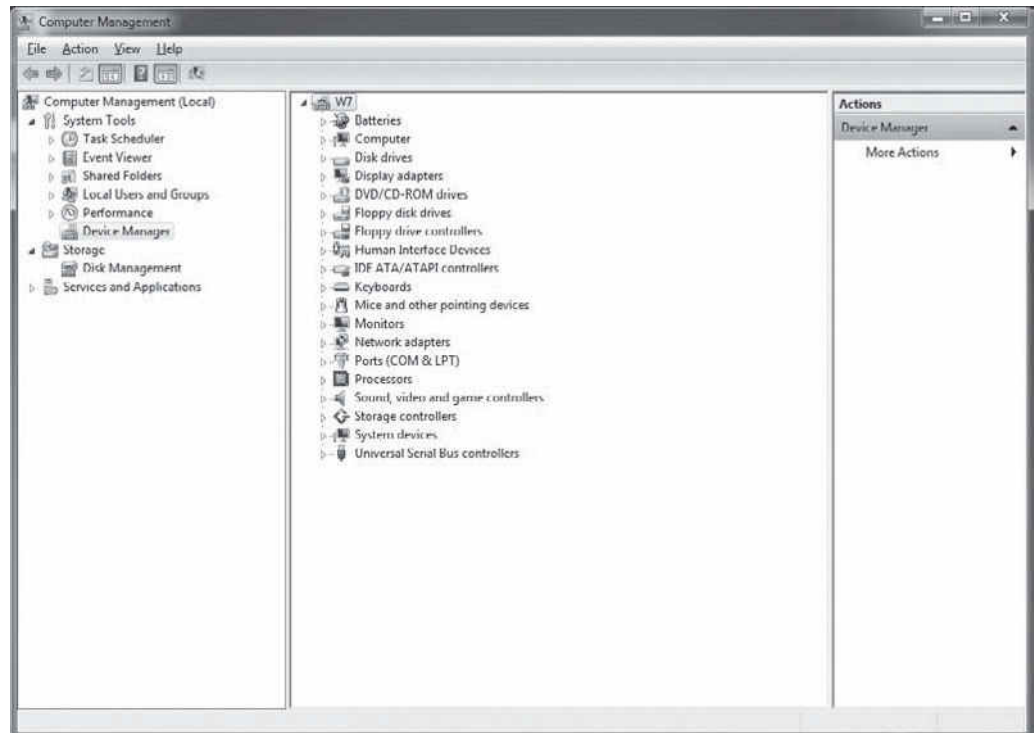 Computer Management
File Action View Help
Computer Management (Local)
System Tools
Task Scheduler
Event Viewer
Shared Folders
Local Users and Groups
Performance
Device Manager
Storage
Disk Management
Services and Applications
W7
Batteries
Computer
Disk drives
Display adapters
DVD/CD-ROM drives
Floppy disk drives
Floppy drive controllers
Human Interface Devices
IDE ATA/ATAPI controllers
Keyboards
Mice and other pointing devices
Monitors
Network adapters
Ports (COM & LPT)
Processors
Sound, video and game controllers
Storage controllers
System devices
Universal Serial Bus controllers
Actions
Device Manager
More Actions